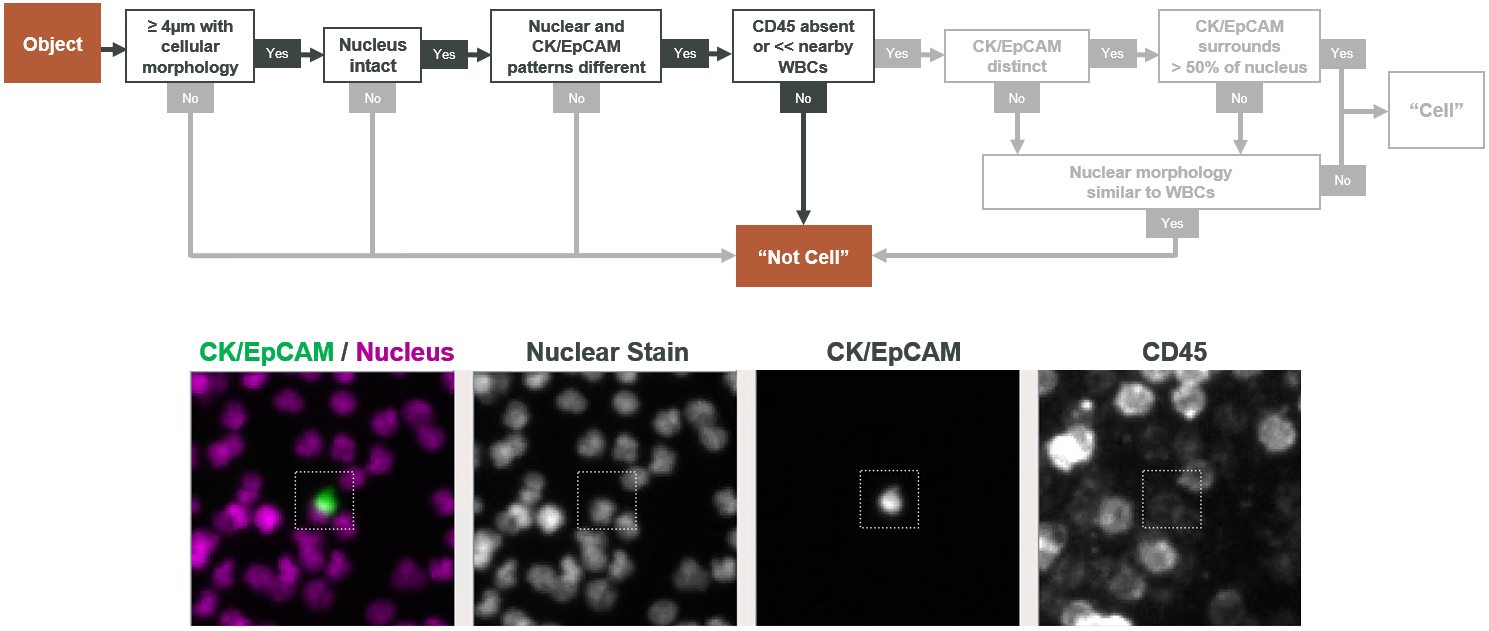 Object
≥ 4µm with
cellular
morphology
Yes
No
Nucleus
intact
Yes
No
Nuclear and
CK/EpCAM
patterns different
Yes
No
CD45 absent
or << nearby
WBCs
Yes
No
CK/EpCAM
distinct
Yes
No
CK/EpCAM
surrounds
> 50% of nucleus
Yes
No
“Cell”
Nuclear morphology
similar to WBCs
No
Yes
“Not Cell”
CK/EpCAM / Nucleus
Nuclear Stain
CK/EpCAM
CD45